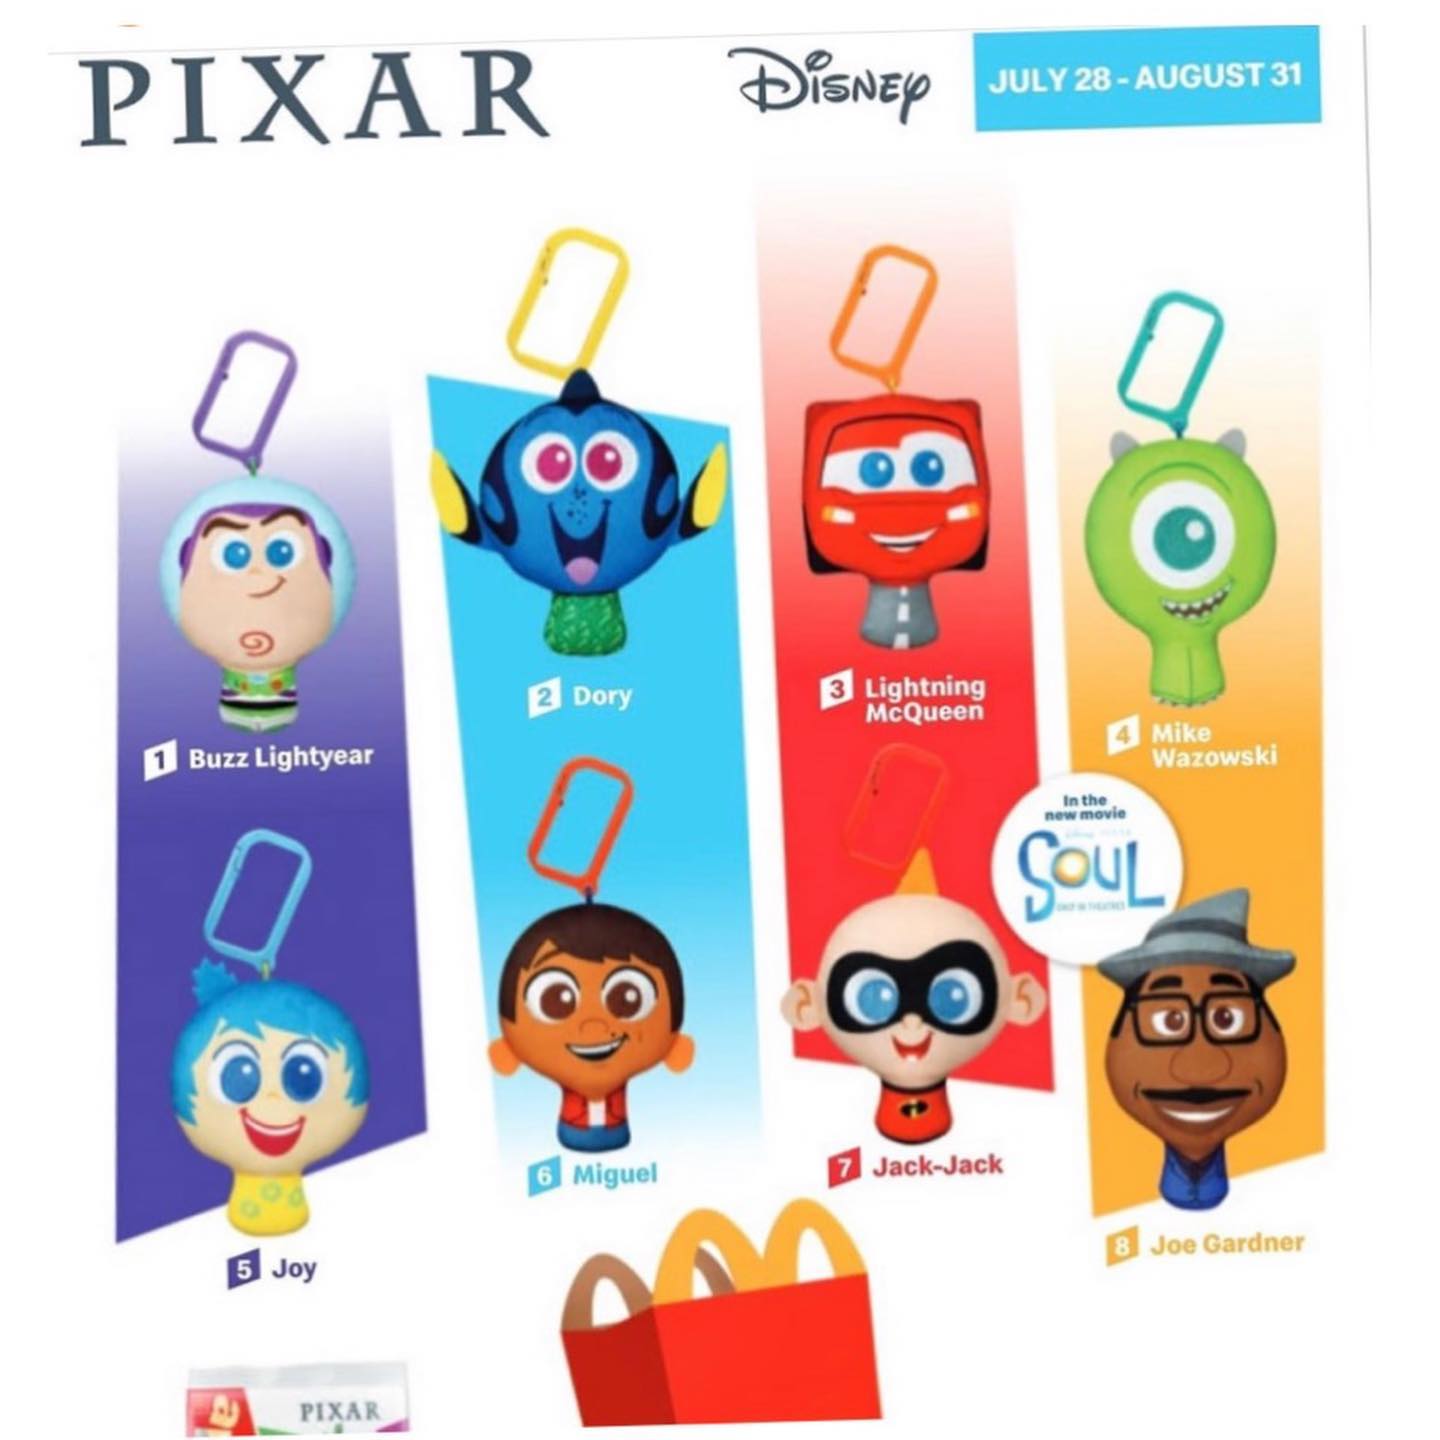 PIXAR
DISNEY
JULY 28 - AUGUST 31
1 Buzz Lightyear
2 Dory
3 Lightning
McQueen
4 Mike
Wazowski
In the
new movie
SOUL
5 Joy
6 Miguel
7 Jack-Jack
8 Joe Gardner
PIXAR